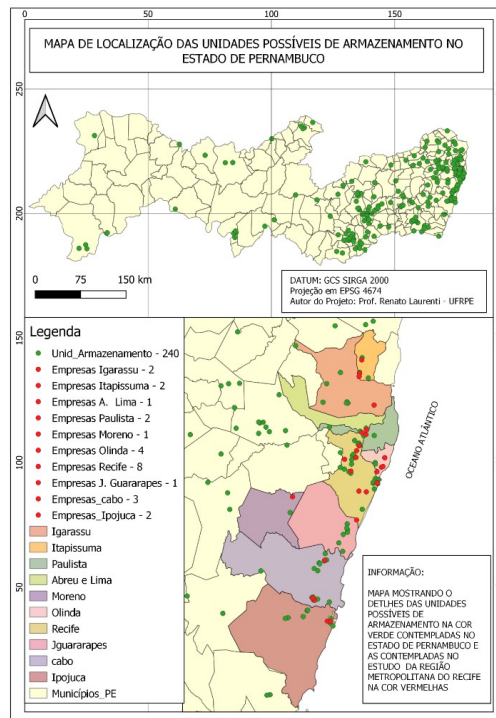 0 50 100 150
MAPA DE LOCALIZAÇÃO DAS UNIDADES POSSÍVEIS DE ARMAZENAMENTO NO
ESTADO DE PERNAMBUCO
250
200
0 75 150 km
DATUM: GCS SIRGA 2000
Projeção em EPSG 4674
Autor do Projeto: Prof. Renato Laurenti - UFRPE
150
100
50
Legenda
Unid_Armazenamento - 240
Empresas Igarassu - 2
Empresas Itapissuma - 2
Empresas A. Lima - 1
Empresas Paulista - 2
Empresas Moreno - 1
Empresas Olinda - 4
Empresas Recife - 8
Empresas J. Guararapes - 1
Empresas_cabo - 3
Empresas_Ipojuca - 2
Igarassu
Itapissuma
Paulista
Abreu e Lima
Moreno
Olinda
Recife
Jguararapes
cabo
Ipojuca
Municípios_PE
OCEANO ATLÂNTICO
INFORMAÇÃO:
MAPA MOSTRANDO O
DETLHES DAS UNIDADES
POSSÍVEIS DE
ARMAZENAMENTO NA COR
VERDE CONTEMPLADAS NO
ESTADO DE PERNAMBUCO E
AS CONTEMPLADAS NO
ESTUDO DA REGIÃO
METROPOLITANA DO RECIFE
NA COR VERMELHAS